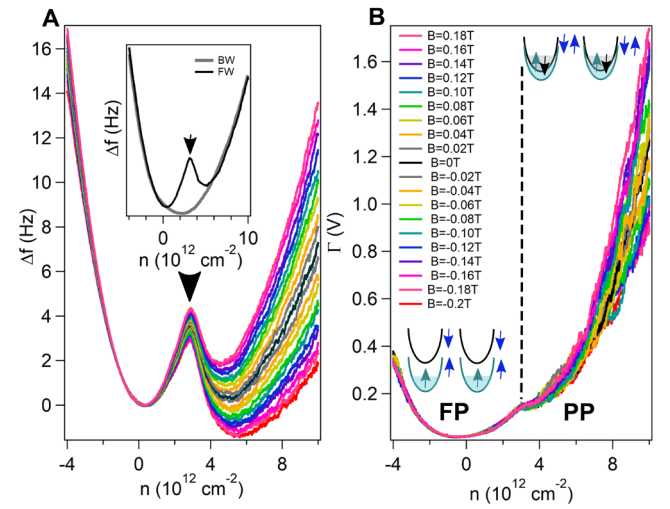 A
16
14
12
10
8
6
4
2
0
Δf (Hz)
-4
0
4
8
n (10¹² cm⁻²)
BW
FW
Δf (Hz)
0
10
n (10¹² cm⁻²)
B
1.6
1.4
1.2
1.0
0.8
0.6
0.4
0.2
Γ (V)
B=0.18T
B=0.16T
B=0.14T
B=0.12T
B=0.10T
B=0.08T
B=0.06T
B=0.04T
B=0.02T
B=0T
B=-0.02T
B=-0.04T
B=-0.06T
B=-0.08T
B=-0.10T
B=-0.12T
B=-0.14T
B=-0.16T
B=-0.18T
B=-0.2T
FP
PP
-4
0
4
8
n (10¹² cm⁻²)